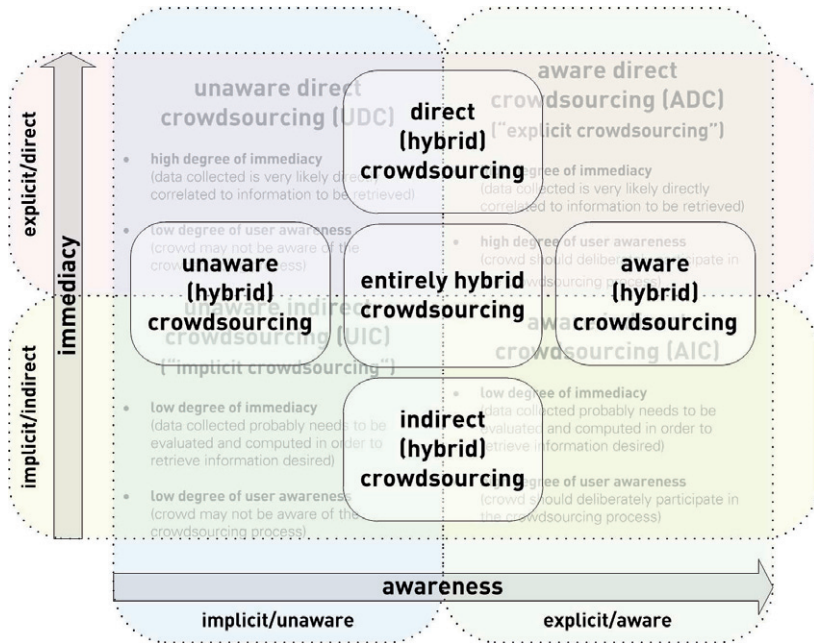 unaware direct
crowdsourcing (UDC)
• high degree of immediacy
(data collected is very likely directly
correlated to information to be retrieved)
• low degree of user awareness
(crowd may not be aware of the
aware direct
crowdsourcing (ADC)
("explicit crowdsourcing")
degree of immediacy
(data collected is very likely directly
correlated to information to be retrieved)
• high degree of user awareness
(crowd should deliberately participate in
crowdsourcing process)
direct
(hybrid)
crowdsourcing
unaware
(hybrid)
crowdsourcing
entirely hybrid
crowdsourcing
aware
(hybrid)
crowdsourcing
indirect
(hybrid)
crowdsourcing
unaware indirect
crowdsourcing (UIC)
("implicit crowdsourcing")
• low degree of immediacy
(data collected probably needs to be
evaluated and computed in order to
retrieve information desired)
• low degree of user awareness
(crowd may not be aware of the
crowdsourcing process)
crowdsourcing (AIC)
• low degree of immediacy
(data collected probably needs to be
evaluated and computed in order to
retrieve information desired)
degree of user awareness
(crowd should deliberately participate in
the crowdsourcing process)
explicit/direct
implicit/indirect
immediacy
awareness
implicit/unaware
explicit/aware